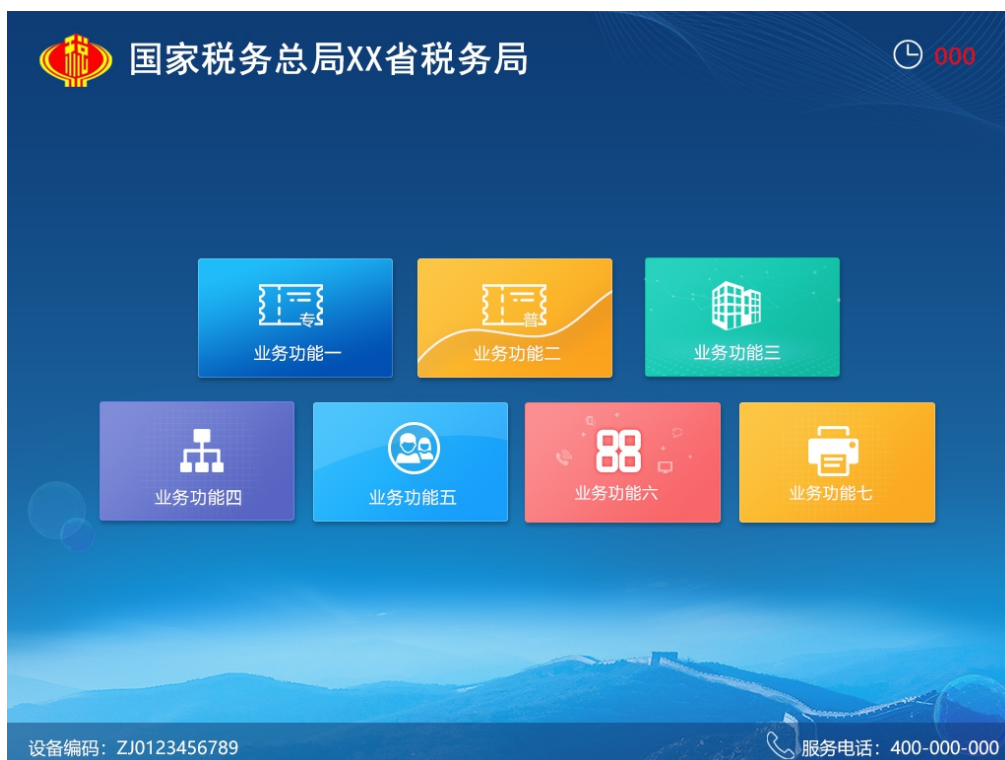 税
国家税务总局XX省税务局
000
专
业务功能一
普
业务功能二
业务功能三
业务功能四
业务功能五
业务功能六
业务功能七
设备编码：ZJ0123456789
服务电话：400-000-000